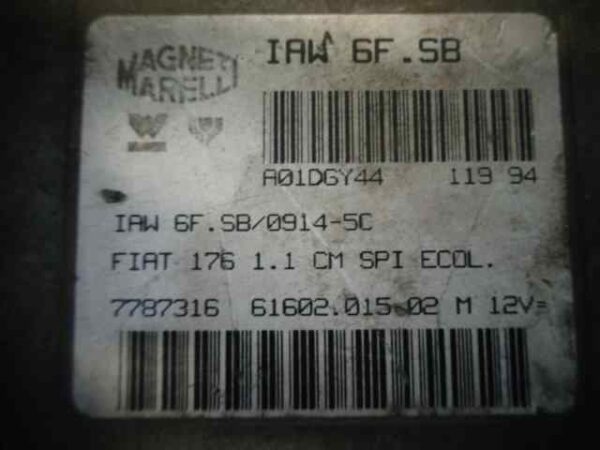 MAGNETI MARELLI
IAW 6F.SB
A01DGY44 119 94
IAW 6F.SB/0914-5C
FIAT 176 1.1 CM SPI ECOL.
7787316 61602.015-02 M 12V=